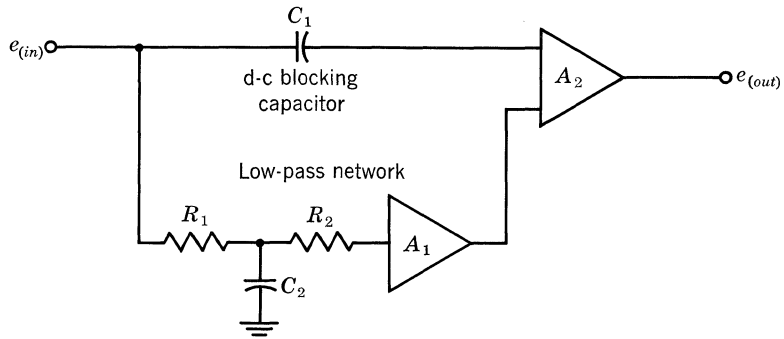 C₁
e(in)
d-c blocking
capacitor
A₂
e(out)
Low-pass network
R₁
R₂
A₁
C₂